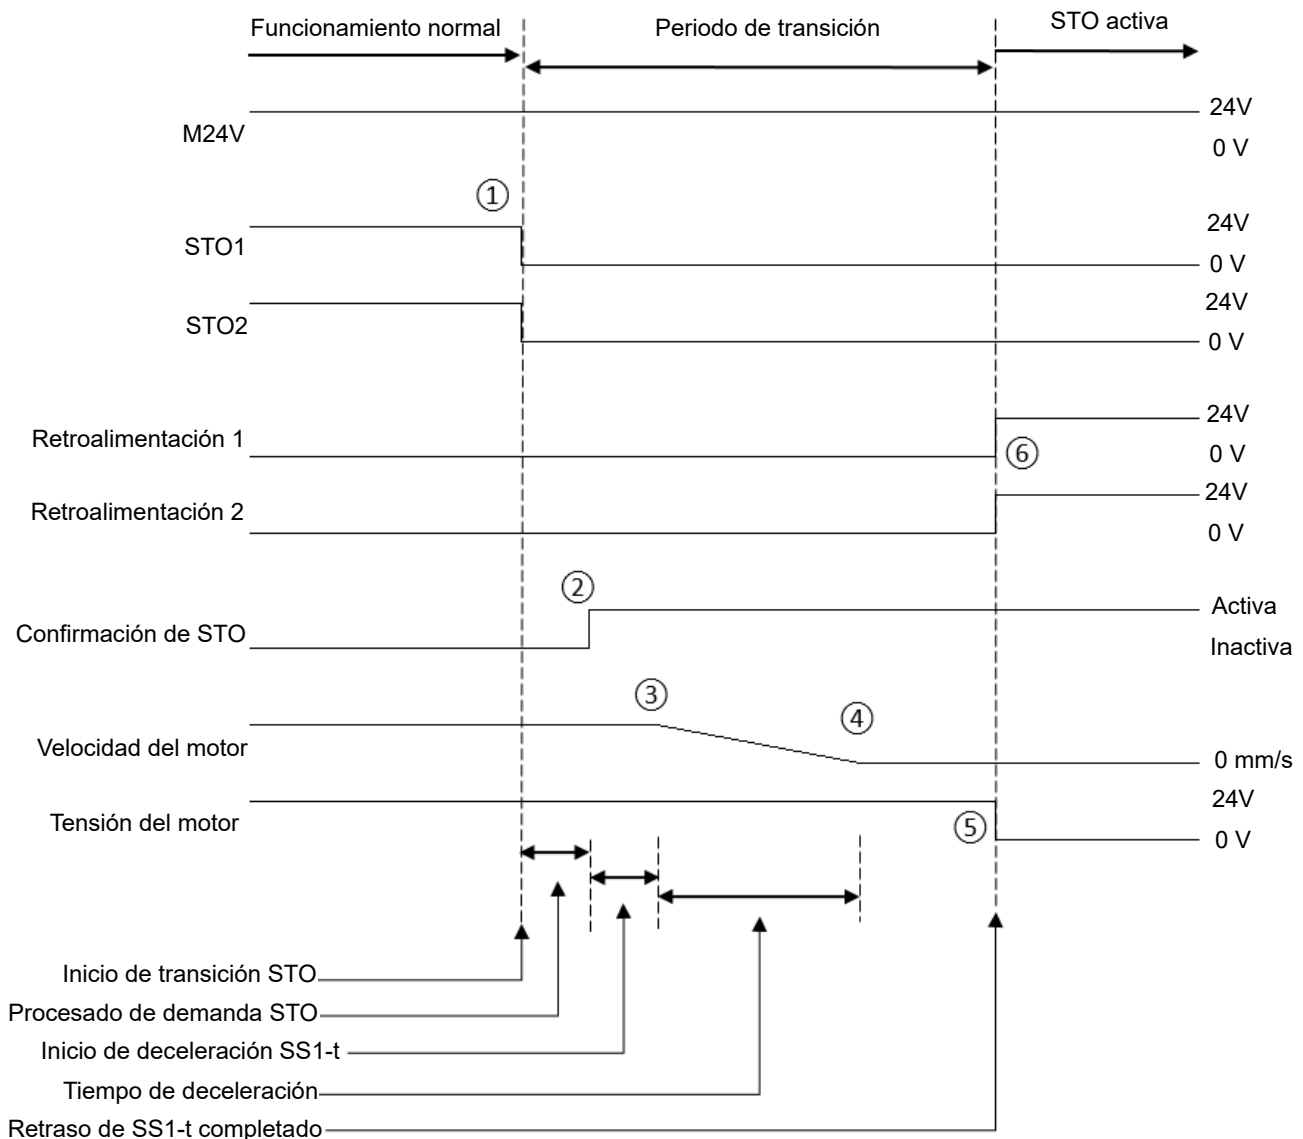 Funcionamiento normal
Periodo de transición
STO activa
M24V
24V
0 V
①
STO1
24V
0 V
STO2
24V
0 V
Retroalimentación 1
24V
⑥
0 V
Retroalimentación 2
24V
0 V
②
Confirmación de STO
Activa
Inactiva
③
④
Velocidad del motor
0 mm/s
Tensión del motor
24V
⑤
0 V
Inicio de transición STO
Procesado de demanda STO
Inicio de deceleración SS1-t
Tiempo de deceleración
Retraso de SS1-t completado